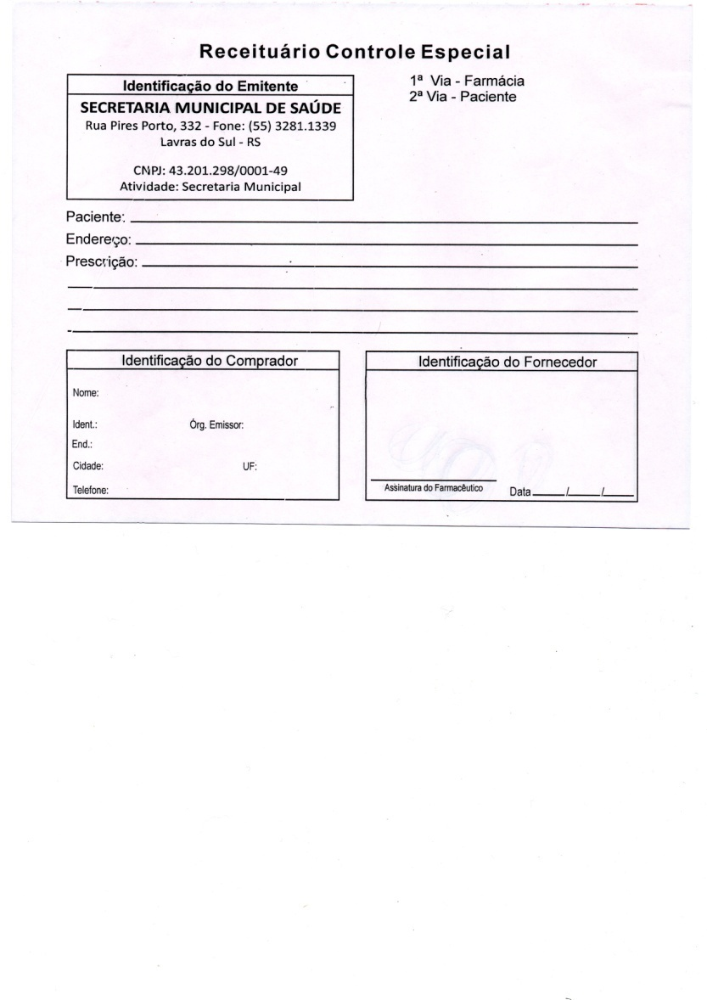 Receituário Controle Especial
Identificação do Emitente
SECRETARIA MUNICIPAL DE SAÚDE
Rua Pires Porto, 332 - Fone: (55) 3281.1339
Lavras do Sul - RS
CNPJ: 43.201.298/0001-49
Atividade: Secretaria Municipal
1ª Via - Farmácia
2ª Via - Paciente
Paciente:
Endereço:
Prescrição:
Identificação do Comprador
Nome:
Ident.: Órg. Emissor:
End.:
Cidade: UF:
Telefone:
Identificação do Fornecedor
Assinatura do Farmacêutico
Data ____/____/____